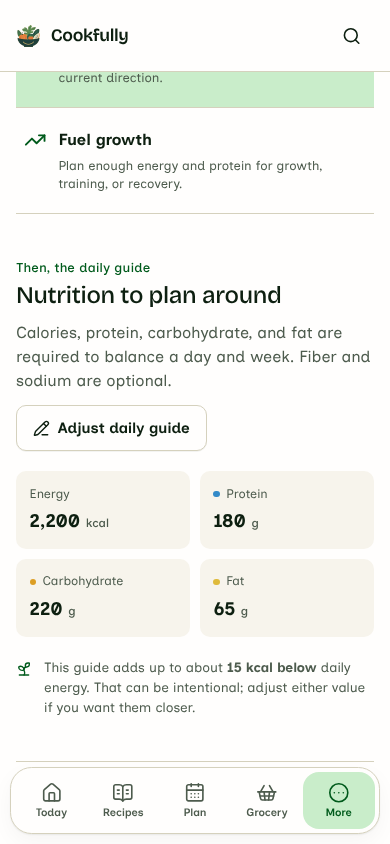 Cookfully
current direction.
Fuel growth
Plan enough energy and protein for growth,
training, or recovery.
Then, the daily guide
Nutrition to plan around
Calories, protein, carbohydrate, and fat are
required to balance a day and week. Fiber and
sodium are optional.
Adjust daily guide
Energy
2,200 kcal
Protein
180 g
Carbohydrate
220 g
Fat
65 g
This guide adds up to about 15 kcal below daily
energy. That can be intentional; adjust either value
if you want them closer.
Today
Recipes
Plan
Grocery
More